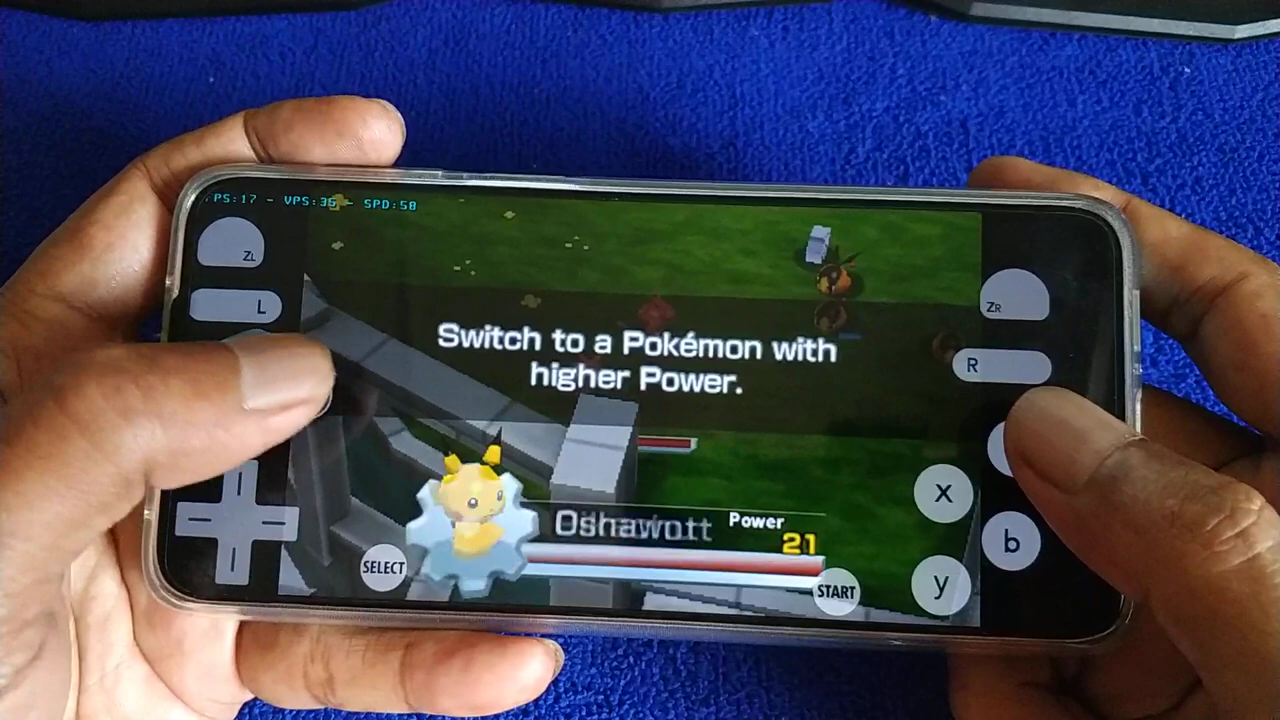 PS:17 - VPS:35 - SPD:58
ZL
L
ZR
R
Switch to a Pokémon with
higher Power.
Oshawott
Power
21
X
b
y
SELECT
START